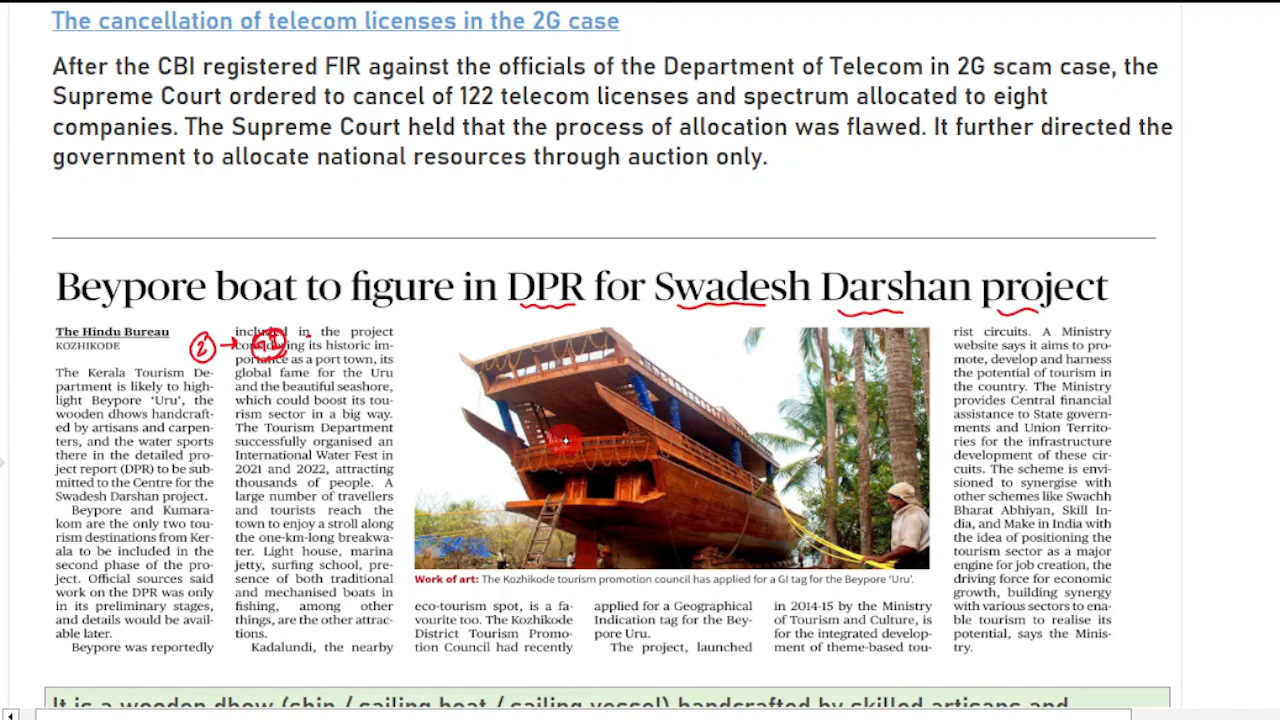 The cancellation of telecom licenses in the 2G case
After the CBI registered FIR against the officials of the Department of Telecom in 2G scam case, the
Supreme Court ordered to cancel of 122 telecom licenses and spectrum allocated to eight
companies. The Supreme Court held that the process of allocation was flawed. It further directed the
government to allocate national resources through auction only.
Beypore boat to figure in DPR for Swadesh Darshan project
The Hindu Bureau
KOZHIKODE
The Kerala Tourism De-
partment is likely to high-
light Beypore ‘Uru’, the
wooden dhows handcraft-
ed by artisans and carpen-
ters, and the water sports
there in the detailed pro-
ject report (DPR) to be sub-
mitted to the Centre for the
Swadesh Darshan project.
Beypore and Kumara-
kom are the only two tou-
rism destinations from Ker-
ala to be included in the
second phase of the pro-
ject. Official sources said
work on the DPR was only
in its preliminary stages,
and details would be avail-
able later.
Beypore was reportedly
included in the project
considering its historic im-
portance as a port town, its
global fame for the Uru
and the beautiful seashore,
which could boost its tou-
rism sector in a big way.
The Tourism Department
successfully organised an
International Water Fest in
2021 and 2022, attracting
thousands of people. A
large number of travellers
and tourists reach the
town to enjoy a stroll along
the one-km-long breakwa-
ter. Light house, marina
jetty, surfing school, pre-
sence of both traditional
and mechanised boats in
fishing, among other
things, are the other attrac-
tions.
Kadalundi, the nearby
Work of art: The Kozhikode tourism promotion council has applied for a GI tag for the Beypore ‘Uru’.
eco-tourism spot, is a fa-
vourite too. The Kozhikode
District Tourism Promo-
tion Council had recently
applied for a Geographical
Indication tag for the Bey-
pore Uru.
The project, launched
in 2014-15 by the Ministry
of Tourism and Culture, is
for the integrated develop-
ment of theme-based tou-
rist circuits. A Ministry
website says it aims to pro-
mote, develop and harness
the potential of tourism in
the country. The Ministry
provides Central financial
assistance to State govern-
ments and Union Territo-
ries for the infrastructure
development of these cir-
cuits. The scheme is envi-
sioned to synergise with
other schemes like Swachh
Bharat Abhiyan, Skill In-
dia, and Make in India with
the idea of positioning the
tourism sector as a major
engine for job creation, the
driving force for economic
growth, building synergy
with various sectors to ena-
ble tourism to realise its
potential, says the Minis-
try.
It is a wooden dhow (ship / sailing boat / sailing vessel) handcrafted by skilled artisans and